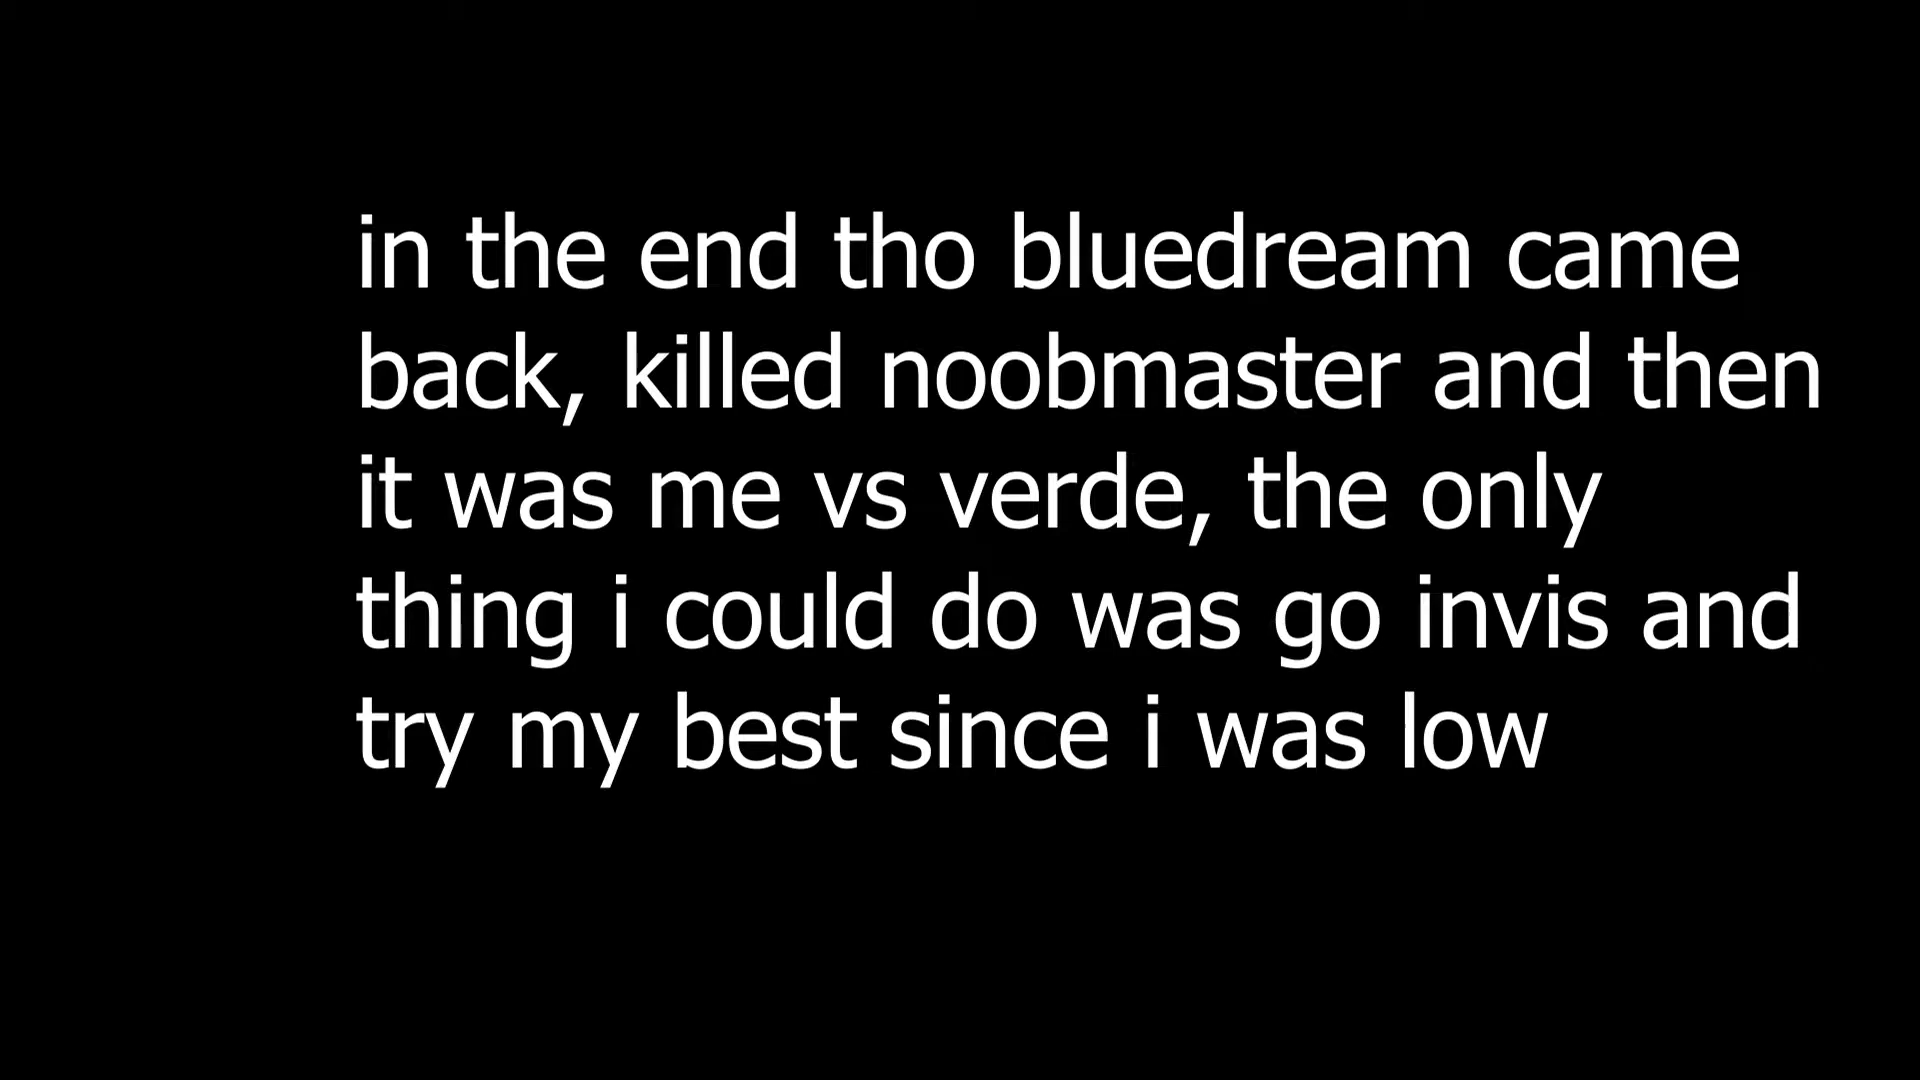 in the end tho bluedream came
back, killed noobmaster and then
it was me vs verde, the only
thing i could do was go invis and
try my best since i was low